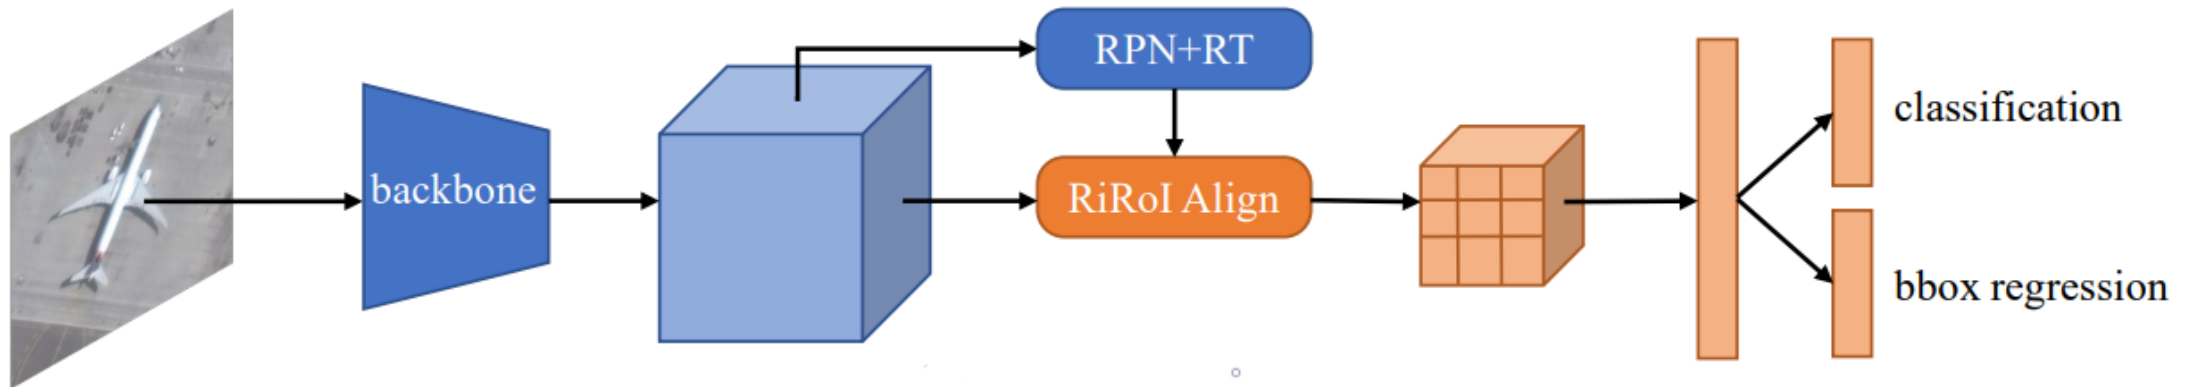 backbone
RPN+RT
RiRoI Align
classification
bbox regression